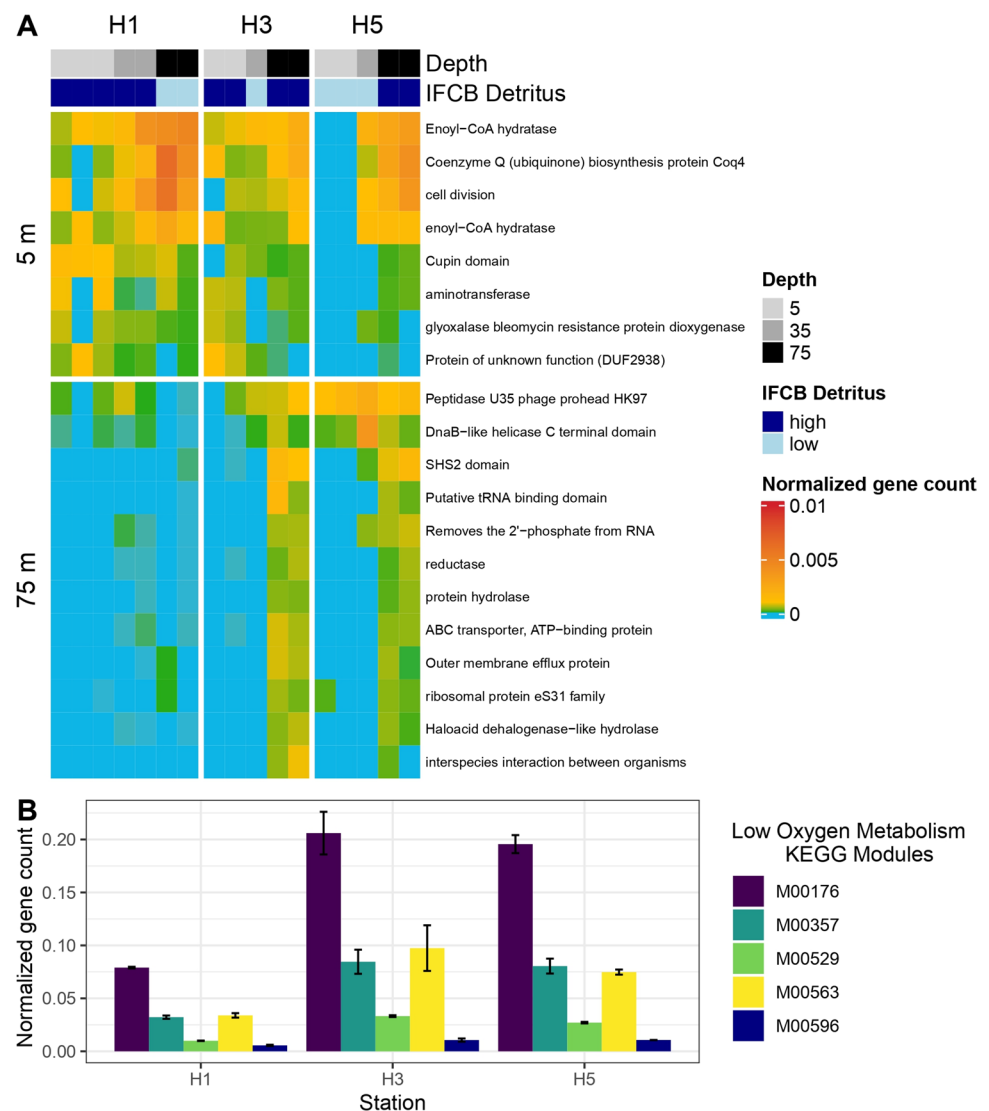 A
H1 H3 H5
Depth
IFCB Detritus
5 m
Enoyl−CoA hydratase
Coenzyme Q (ubiquinone) biosynthesis protein Coq4
cell division
enoyl−CoA hydratase
Cupin domain
aminotransferase
glyoxalase bleomycin resistance protein dioxygenase
Protein of unknown function (DUF2938)
75 m
Peptidase U35 phage prohead HK97
DnaB−like helicase C terminal domain
SHS2 domain
Putative tRNA binding domain
Removes the 2'−phosphate from RNA
reductase
protein hydrolase
ABC transporter, ATP−binding protein
Outer membrane efflux protein
ribosomal protein eS31 family
Haloacid dehalogenase−like hydrolase
interspecies interaction between organisms
Depth
5
35
75
IFCB Detritus
high
low
Normalized gene count
0.01
0.005
0
B
Normalized gene count
0.20
0.15
0.10
0.05
0.00
H1 H3 H5
Station
Low Oxygen Metabolism
KEGG Modules
M00176
M00357
M00529
M00563
M00596